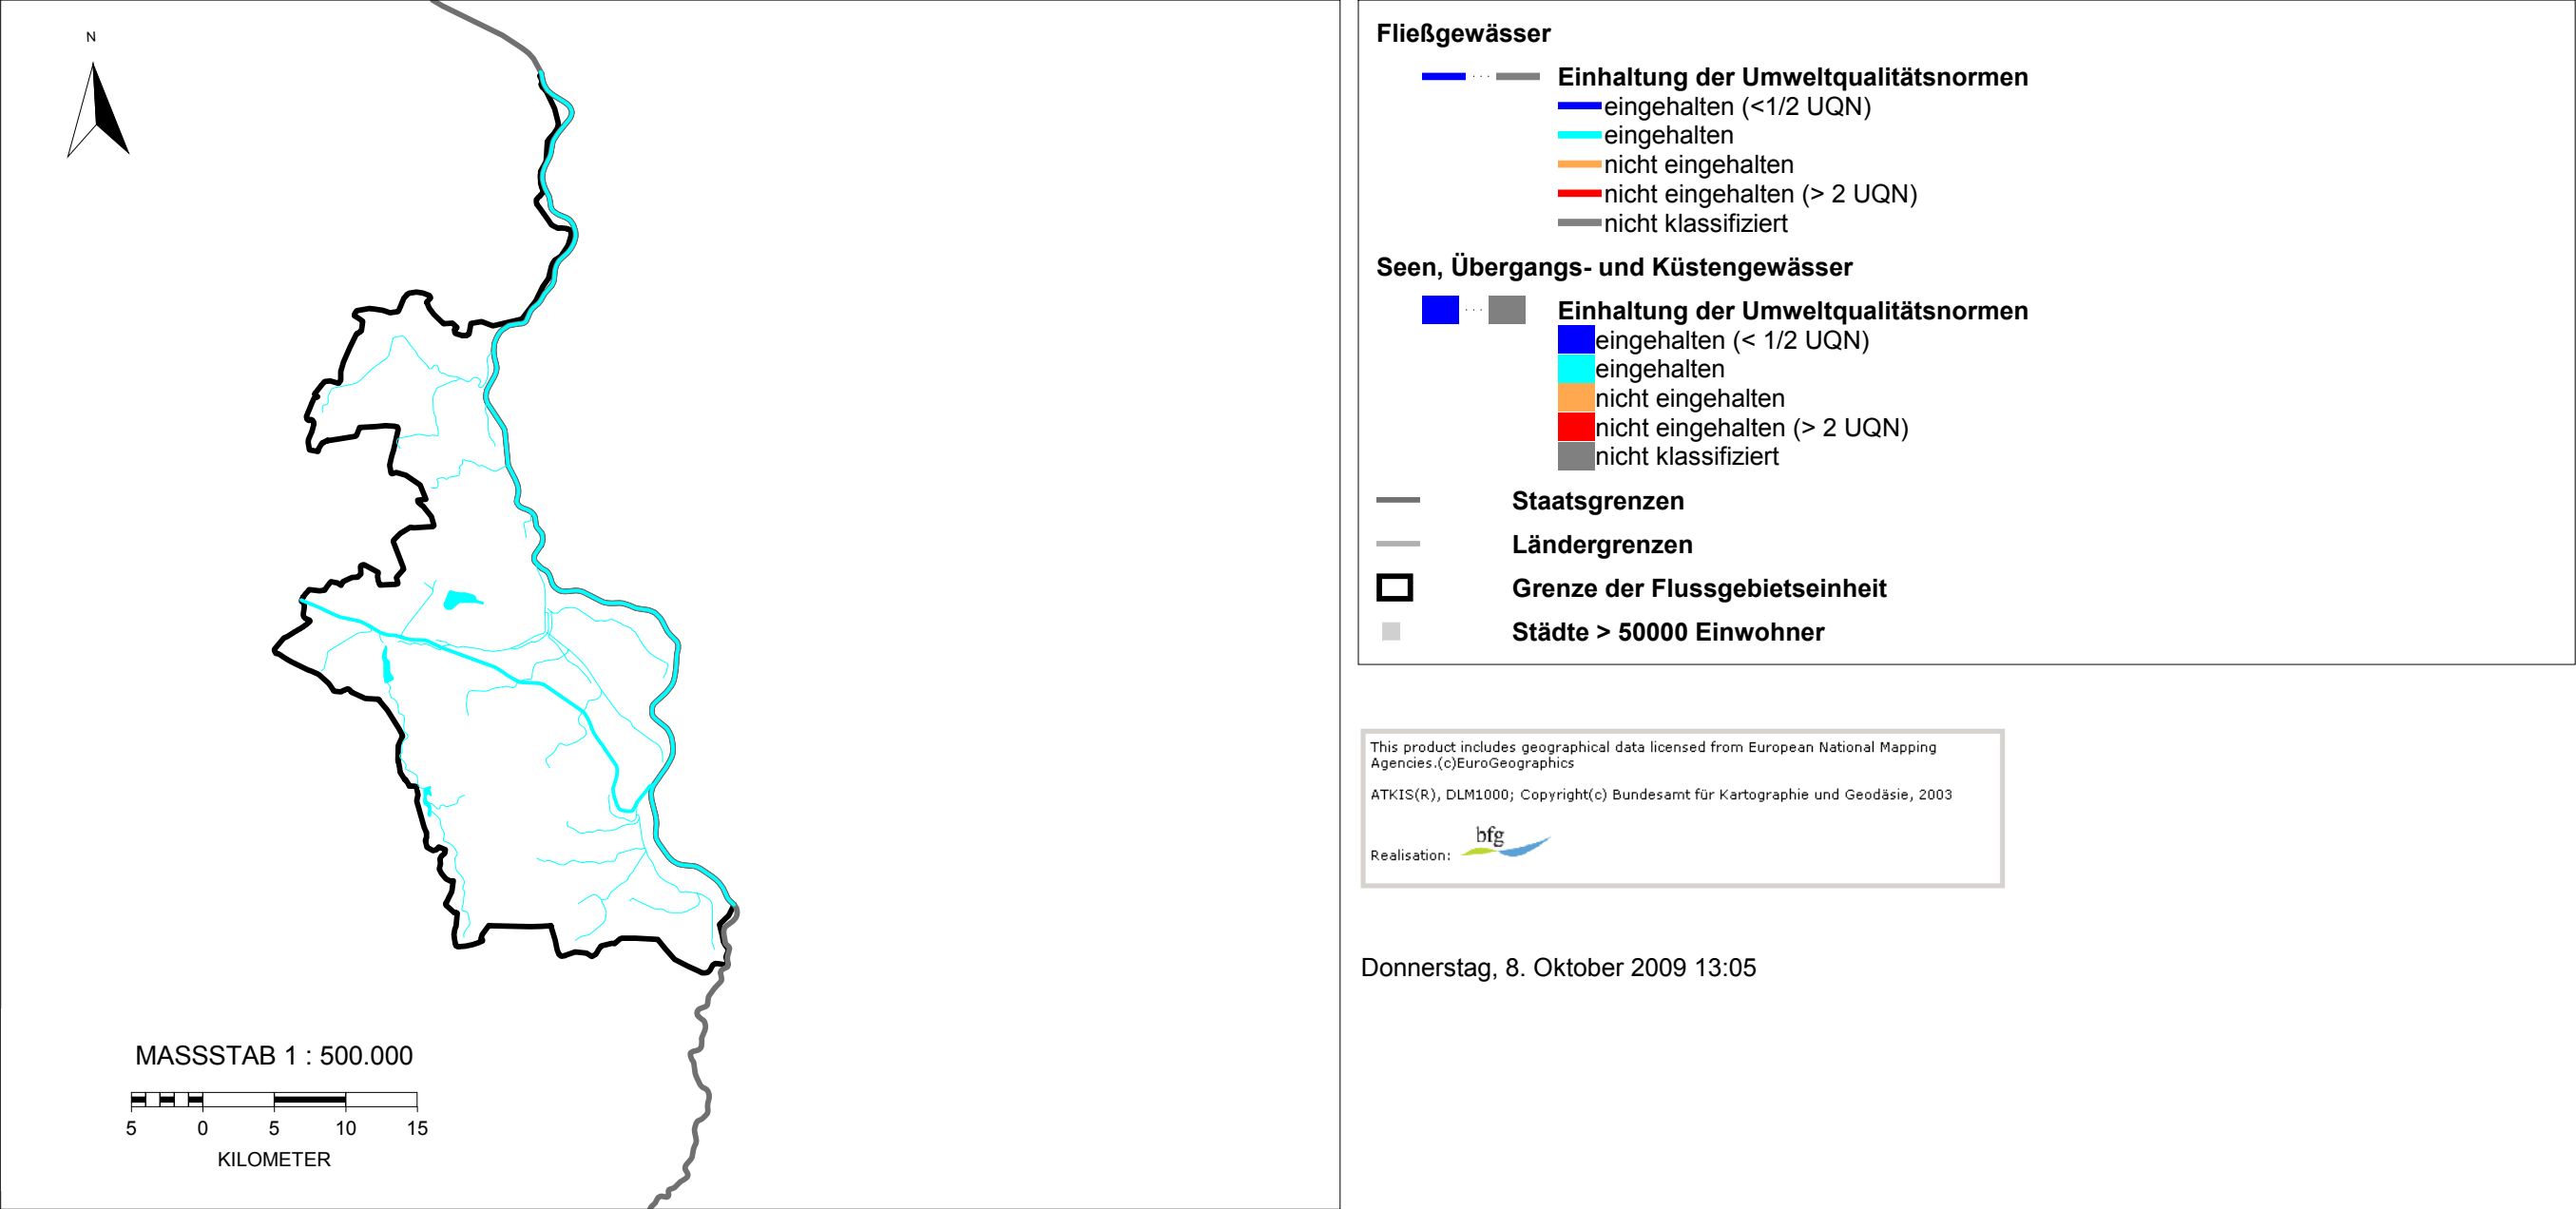 N
MASSSTAB 1 : 500.000
5 0 5 10 15
KILOMETER
Fließgewässer
Einhaltung der Umweltqualitätsnormen
eingehalten (<1/2 UQN)
eingehalten
nicht eingehalten
nicht eingehalten (> 2 UQN)
nicht klassifiziert
Seen, Übergangs- und Küstengewässer
Einhaltung der Umweltqualitätsnormen
eingehalten (< 1/2 UQN)
eingehalten
nicht eingehalten
nicht eingehalten (> 2 UQN)
nicht klassifiziert
Staatsgrenzen
Ländergrenzen
Grenze der Flussgebietseinheit
Städte > 50000 Einwohner
This product includes geographical data licensed from European National Mapping
Agencies.(c)EuroGeographics
ATKIS(R), DLM1000; Copyright(c) Bundesamt für Kartographie und Geodäsie, 2003
Realisation: bfg
Donnerstag, 8. Oktober 2009 13:05